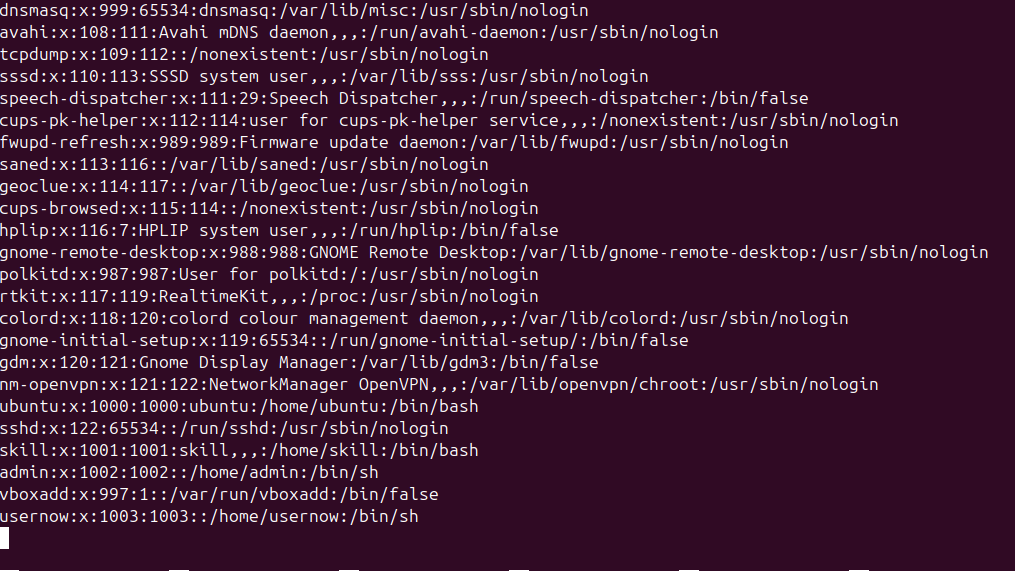 dnsmasq:x:999:65534:dnsmasq:/var/lib/misc:/usr/sbin/nologin
avahi:x:108:111:Avahi mDNS daemon,,,:/run/avahi-daemon:/usr/sbin/nologin
tcpdump:x:109:112::/nonexistent:/usr/sbin/nologin
sssd:x:110:113:SSSD system user,,,:/var/lib/sss:/usr/sbin/nologin
speech-dispatcher:x:111:29:Speech Dispatcher,,,:/run/speech-dispatcher:/bin/false
cups-pk-helper:x:112:114:user for cups-pk-helper service,,,:/nonexistent:/usr/sbin/nologin
fwupd-refresh:x:989:989:Firmware update daemon:/var/lib/fwupd:/usr/sbin/nologin
saned:x:113:116::/var/lib/saned:/usr/sbin/nologin
geoclue:x:114:117::/var/lib/geoclue:/usr/sbin/nologin
cups-browsed:x:115:114::/nonexistent:/usr/sbin/nologin
hplip:x:116:7:HPLIP system user,,,:/run/hplip:/bin/false
gnome-remote-desktop:x:988:988:GNOME Remote Desktop:/var/lib/gnome-remote-desktop:/usr/sbin/nologin
polkitd:x:987:987:User for polkitd:/:/usr/sbin/nologin
rtkit:x:117:119:RealtimeKit,,,:/proc:/usr/sbin/nologin
colord:x:118:120:colord colour management daemon,,,:/var/lib/colord:/usr/sbin/nologin
gnome-initial-setup:x:119:65534::/run/gnome-initial-setup/:/bin/false
gdm:x:120:121:Gnome Display Manager:/var/lib/gdm3:/bin/false
nm-openvpn:x:121:122:NetworkManager OpenVPN,,,:/var/lib/openvpn/chroot:/usr/sbin/nologin
ubuntu:x:1000:1000:ubuntu:/home/ubuntu:/bin/bash
sshd:x:122:65534::/run/sshd:/usr/sbin/nologin
skill:x:1001:1001:skill,,,:/home/skill:/bin/bash
admin:x:1002:1002::/home/admin:/bin/sh
vboxadd:x:997:1::/var/run/vboxadd:/bin/false
usernow:x:1003:1003::/home/usernow:/bin/sh